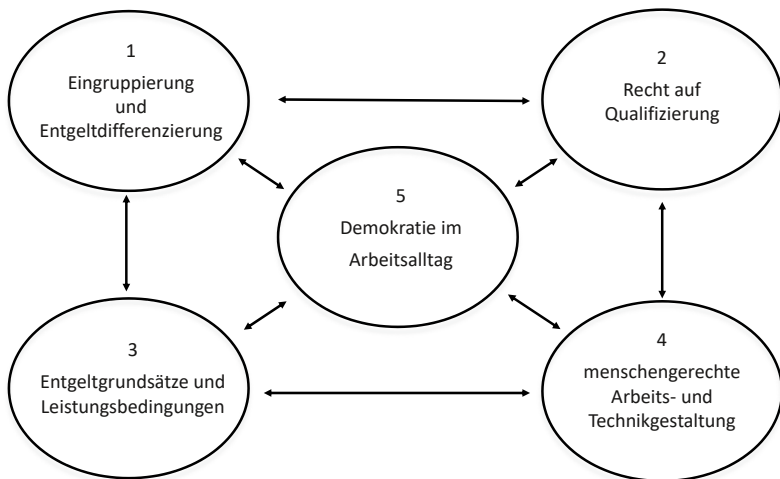 1
Eingruppierung
und
Entgeltdifferenzierung
2
Recht auf
Qualifizierung
5
Demokratie im
Arbeitsalltag
3
Entgeltgrundsätze und
Leistungsbedingungen
4
menschengerechte
Arbeits- und
Technikgestaltung